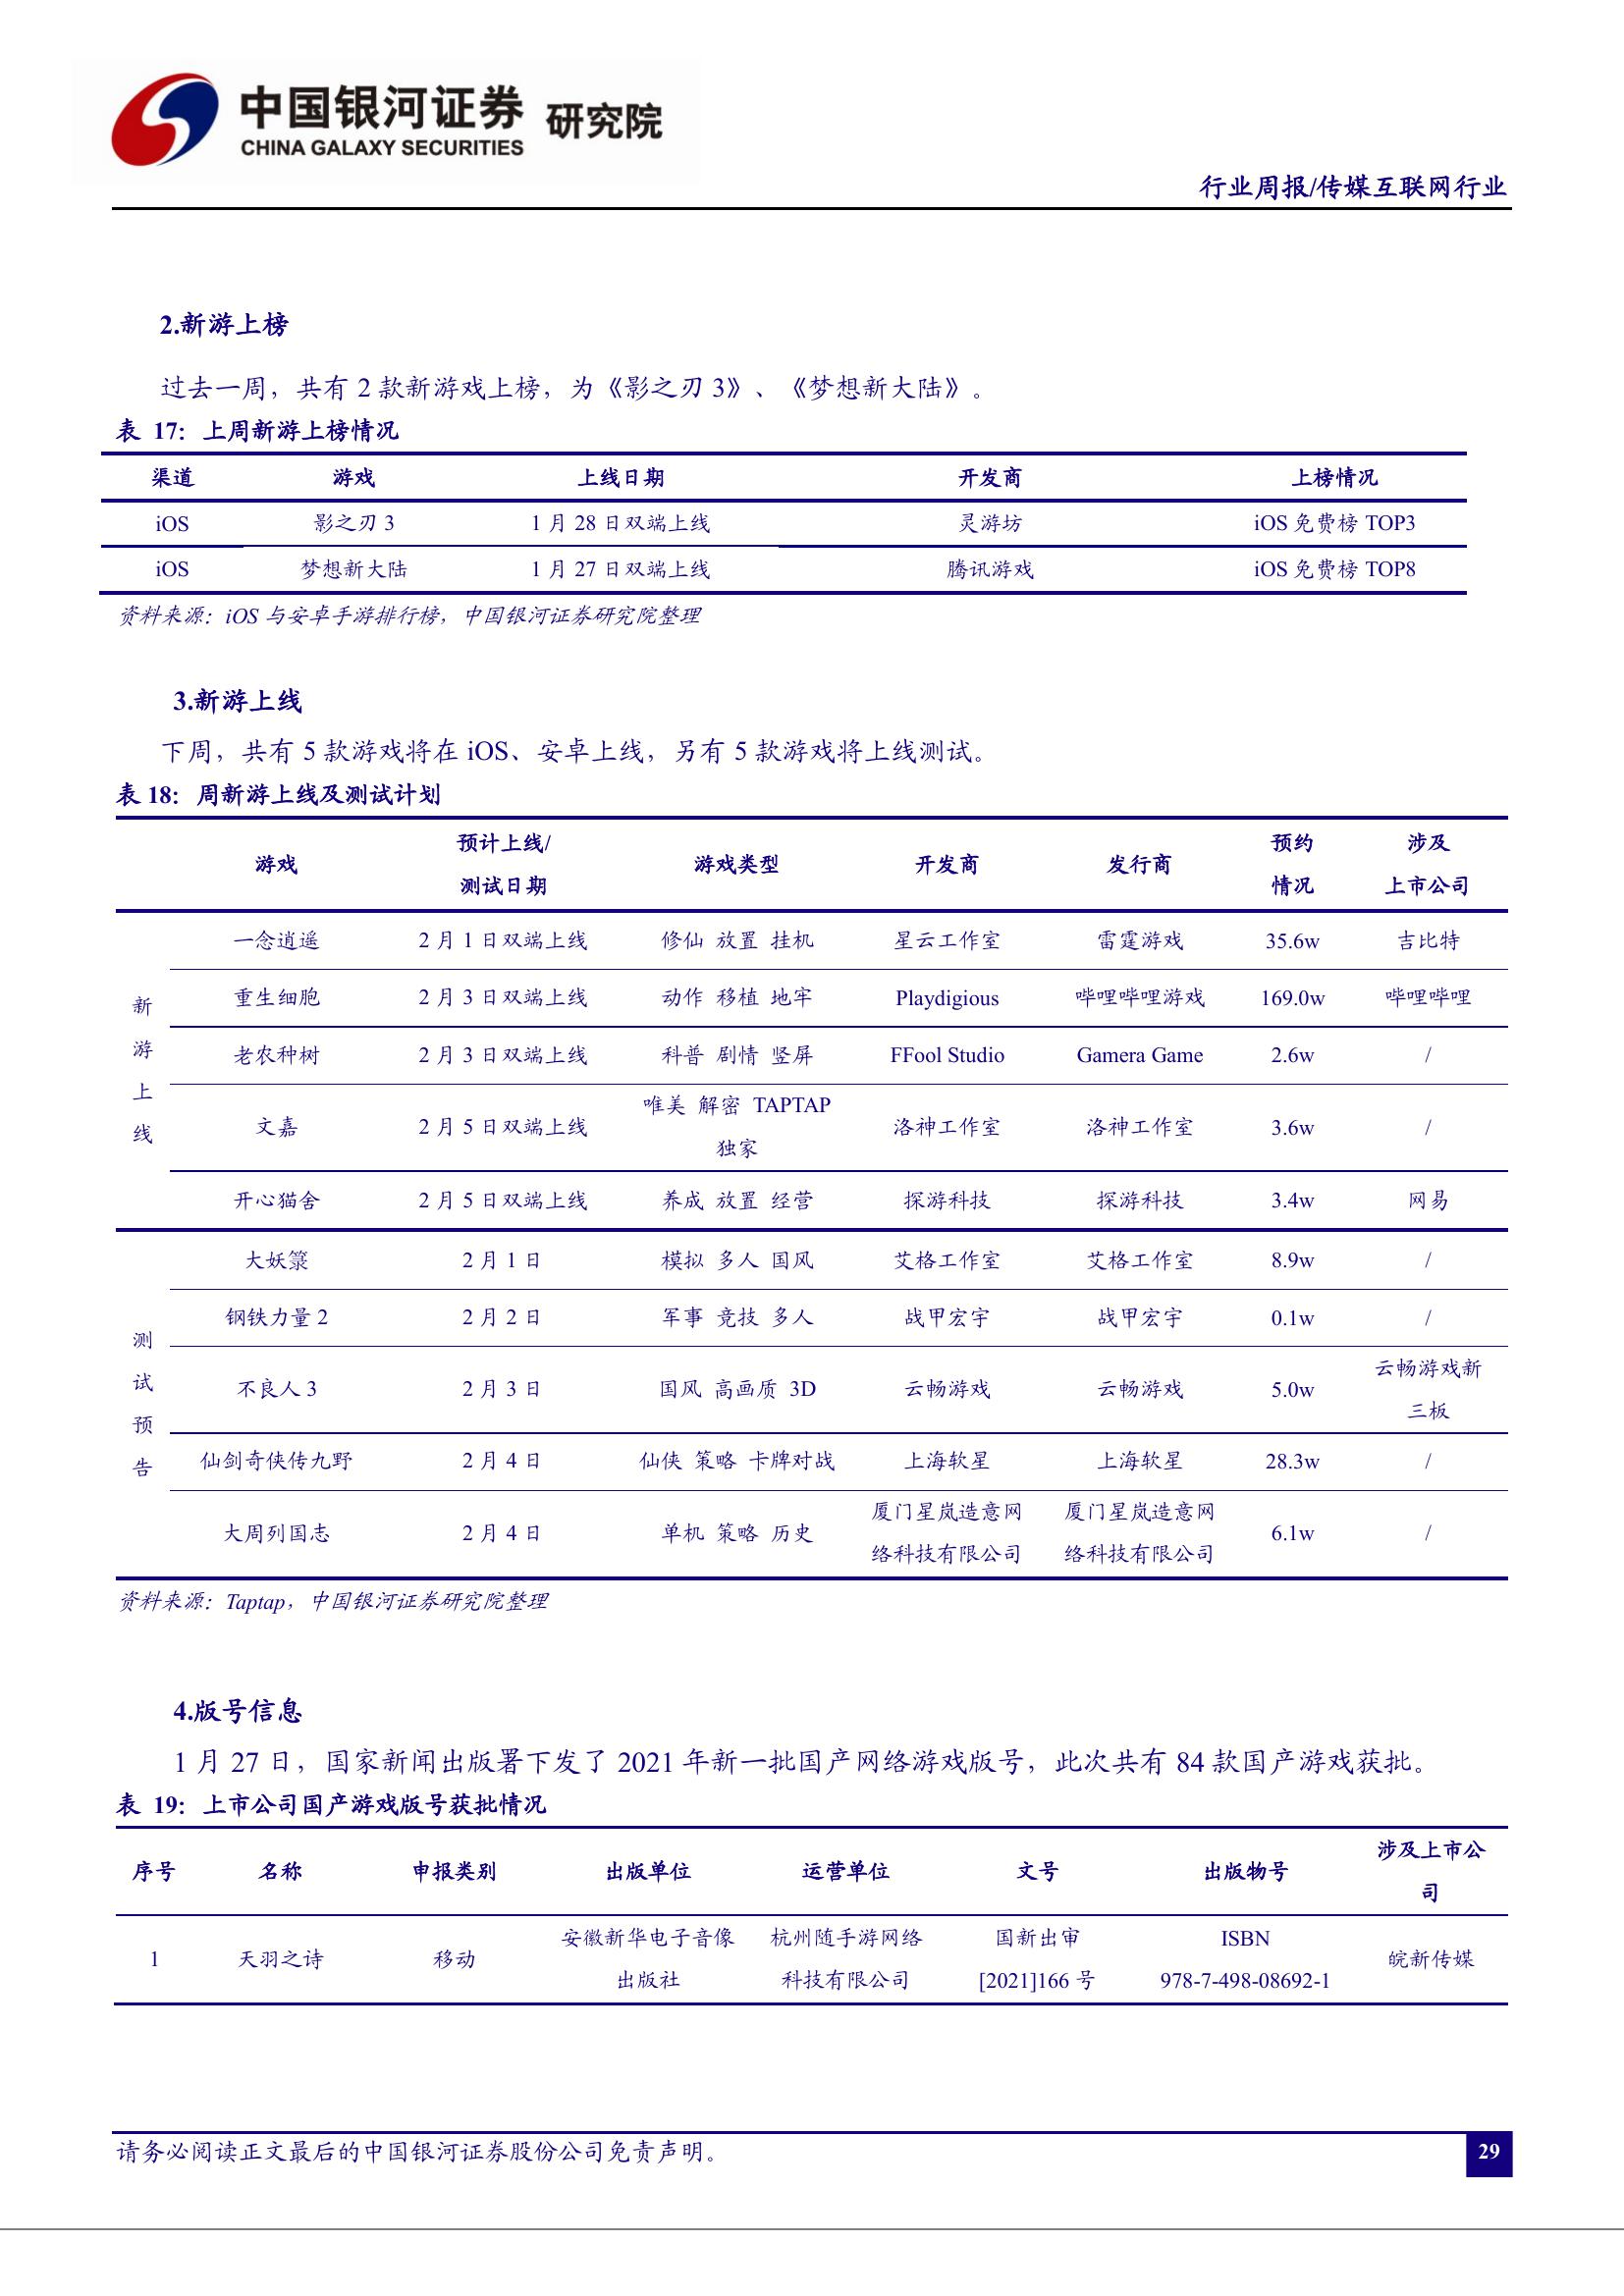 中国银河证券 研究院
CHINA GALAXY SECURITIES
行业周报/传媒互联网行业
2.新游上榜
过去一周，共有 2 款新游戏上榜，为《影之刃 3》、《梦想新大陆》。
表 17：上周新游上榜情况
渠道 游戏 上线日期 开发商 上榜情况
iOS 影之刃 3 1 月 28 日双端上线 灵游坊 iOS 免费榜 TOP3
iOS 梦想新大陆 1 月 27 日双端上线 腾讯游戏 iOS 免费榜 TOP8
资料来源：iOS 与安卓手游排行榜，中国银河证券研究院整理
3.新游上线
下周，共有 5 款游戏将在 iOS、安卓上线，另有 5 款游戏将上线测试。
表 18：周新游上线及测试计划
游戏 预计上线/测试日期 游戏类型 开发商 发行商 预约情况 涉及上市公司
新游上线
一念逍遥 2 月 1 日双端上线 修仙 放置 挂机 星云工作室 雷霆游戏 35.6w 吉比特
重生细胞 2 月 3 日双端上线 动作 移植 地牢 Playdigious 哔哩哔哩游戏 169.0w 哔哩哔哩
老农种树 2 月 3 日双端上线 科普 剧情 竖屏 FFool Studio Gamera Game 2.6w /
文嘉 2 月 5 日双端上线 唯美 解密 TAPTAP 独家 洛神工作室 洛神工作室 3.6w /
开心猫舍 2 月 5 日双端上线 养成 放置 经营 探游科技 探游科技 3.4w 网易
测试预告
大妖箓 2 月 1 日 模拟 多人 国风 艾格工作室 艾格工作室 8.9w /
钢铁力量 2 2 月 2 日 军事 竞技 多人 战甲宏宇 战甲宏宇 0.1w /
不良人 3 2 月 3 日 国风 高画质 3D 云畅游戏 云畅游戏 5.0w 云畅游戏新三板
仙剑奇侠传九野 2 月 4 日 仙侠 策略 卡牌对战 上海软星 上海软星 28.3w /
大周列国志 2 月 4 日 单机 策略 历史 厦门星岚造意网络科技有限公司 厦门星岚造意网络科技有限公司 6.1w /
资料来源：Taptap，中国银河证券研究院整理
4.版号信息
1 月 27 日，国家新闻出版署下发了 2021 年新一批国产网络游戏版号，此次共有 84 款国产游戏获批。
表 19：上市公司国产游戏版号获批情况
序号 名称 申报类别 出版单位 运营单位 文号 出版物号 涉及上市公司
1 天羽之诗 移动 安徽新华电子音像出版社 杭州随手游网络科技有限公司 国新出审[2021]166 号 ISBN 978-7-498-08692-1 皖新传媒
请务必阅读正文最后的中国银河证券股份公司免责声明。
29